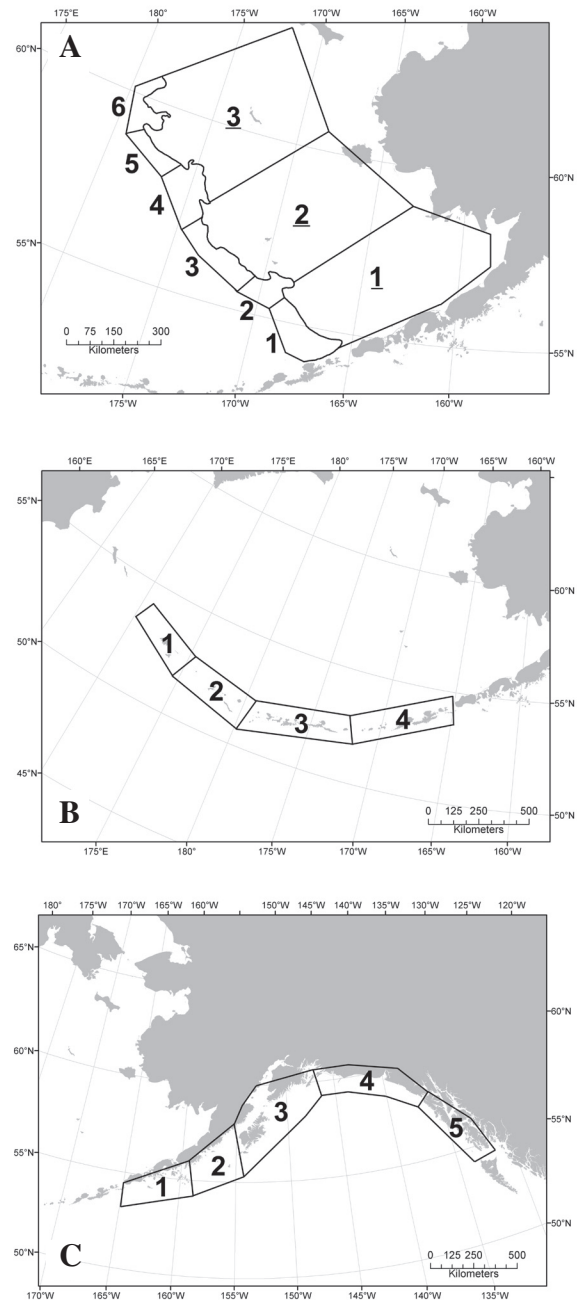 175°E 180° 175°W 170°W 165°W 160°W
A
60°N
6
3
5
60°N
4
2
55°N
3
1
2
1
0 75 150 300
Kilometers
55°N
175°W 170°W 165°W 160°W
160°E 165°E 170°E 175°E 180° 175°W 170°W 165°W 160°W
55°N
60°N
50°N
1
2
55°N
3 4
45°N
0 125 250 500
Kilometers
B
50°N
175°E 180° 175°W 170°W 165°W 160°W
180° 175°W 170°W 165°W 160°W 150°W 145°W 140°W 135°W 130°W 125°W 120°W
65°N
60°N
60°N
4
3
55°N
5
55°N
2
1
50°N
50°N
C
0 125 250 500
Kilometers
170°W 165°W 160°W 155°W 150°W 145°W 140°W 135°W